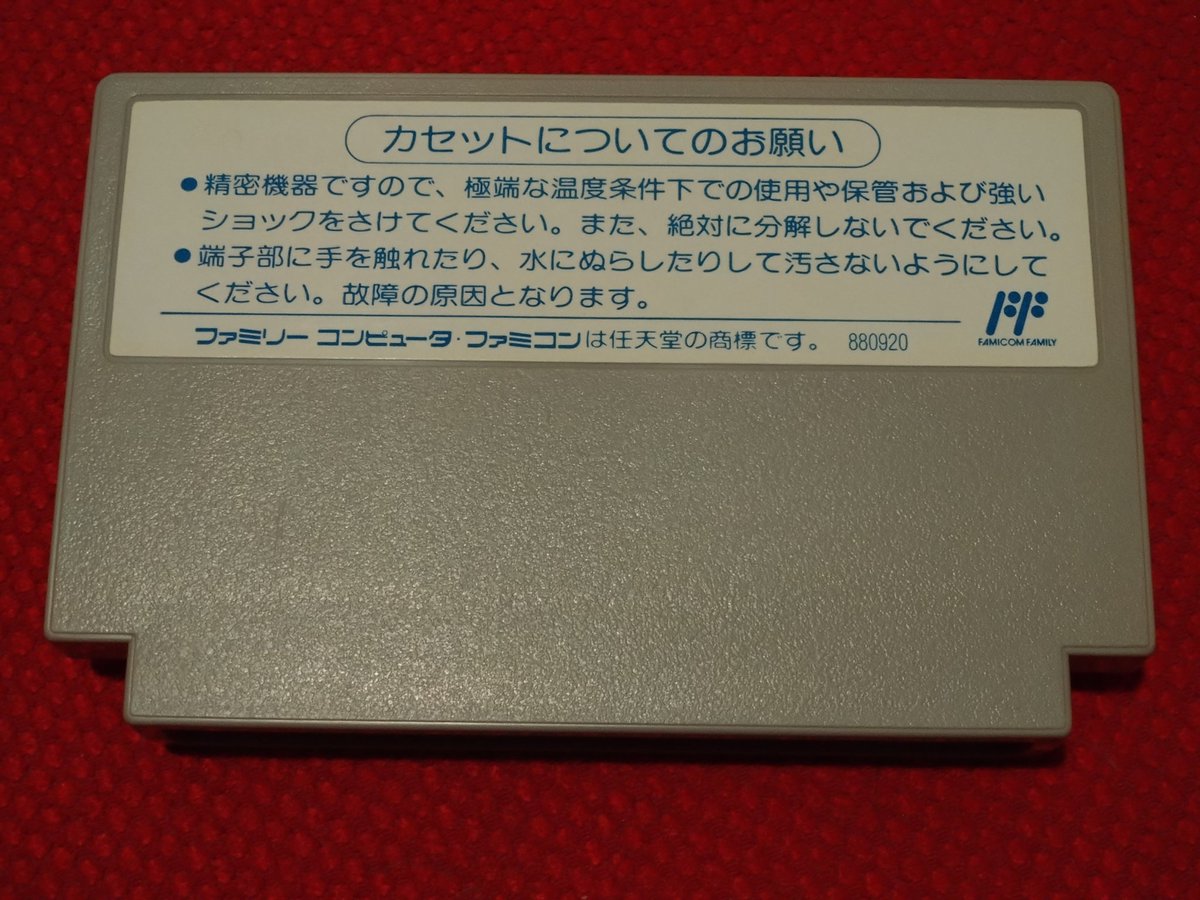 カセットについてのお願い
●精密機器ですので、極端な温度条件下での使用や保管および強い
ショックをさけてください。また、絶対に分解しないでください。
●端子部に手を触れたり、水にぬらしたりして汚さないようにして
ください。故障の原因となります。
ファミリー コンピュータ・ファミコンは任天堂の商標です。 880920
FF
FAMICOM FAMILY